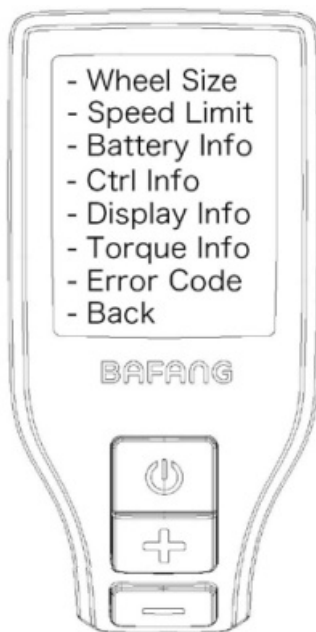 - Wheel Size
- Speed Limit
- Battery Info
- Ctrl Info
- Display Info
- Torque Info
- Error Code
- Back
BAFANG